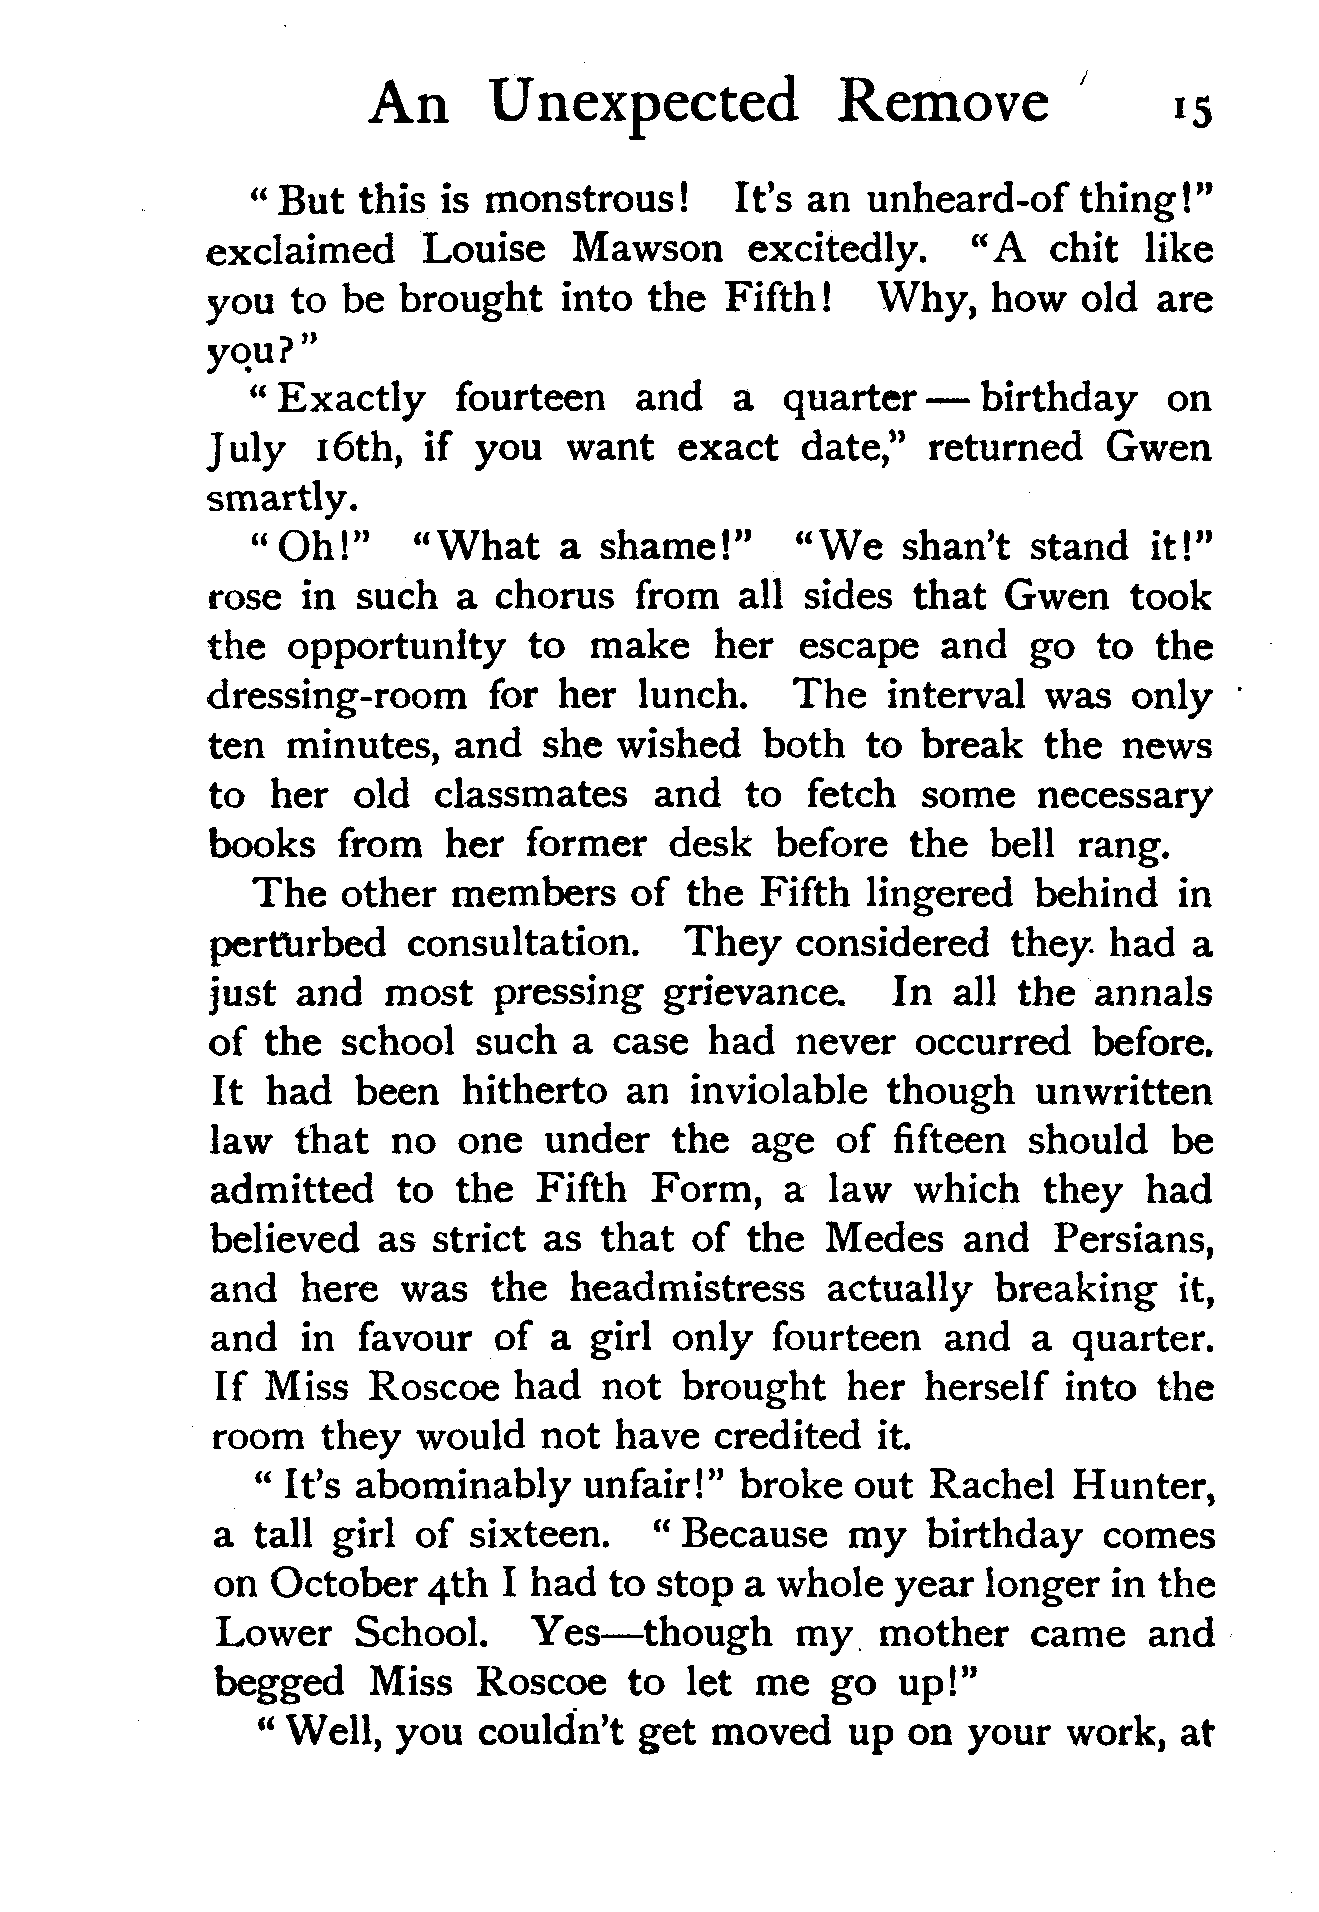 An Unexpected Remove 15
“ But this is monstrous! It's an unheard-of thing!”
exclaimed Louise Mawson excitedly. “A chit like
you to be brought into the Fifth! Why, how old are
you?”
“ Exactly fourteen and a quarter — birthday on
July 16th, if you want exact date,” returned Gwen
smartly.
“ Oh!” “What a shame!” “We shan't stand it!”
rose in such a chorus from all sides that Gwen took
the opportunity to make her escape and go to the
dressing-room for her lunch. The interval was only
ten minutes, and she wished both to break the news
to her old classmates and to fetch some necessary
books from her former desk before the bell rang.
The other members of the Fifth lingered behind in
perturbed consultation. They considered they had a
just and most pressing grievance. In all the annals
of the school such a case had never occurred before.
It had been hitherto an inviolable though unwritten
law that no one under the age of fifteen should be
admitted to the Fifth Form, a law which they had
believed as strict as that of the Medes and Persians,
and here was the headmistress actually breaking it,
and in favour of a girl only fourteen and a quarter.
If Miss Roscoe had not brought her herself into the
room they would not have credited it.
“ It's abominably unfair!” broke out Rachel Hunter,
a tall girl of sixteen. “ Because my birthday comes
on October 4th I had to stop a whole year longer in the
Lower School. Yes—though my mother came and
begged Miss Roscoe to let me go up!”
“ Well, you couldn't get moved up on your work, at